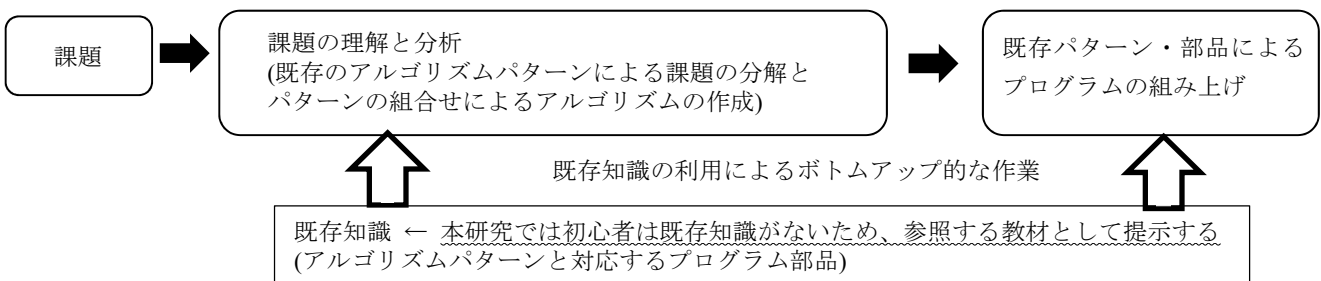 課題
課題の理解と分析
(既存のアルゴリズムパターンによる課題の分解と
パターンの組合せによるアルゴリズムの作成)
既存パターン・部品による
プログラムの組み上げ
既存知識の利用によるボトムアップ的な作業
既存知識 ← 本研究では初心者は既存知識がないため、参照する教材として提示する
(アルゴリズムパターンと対応するプログラム部品)